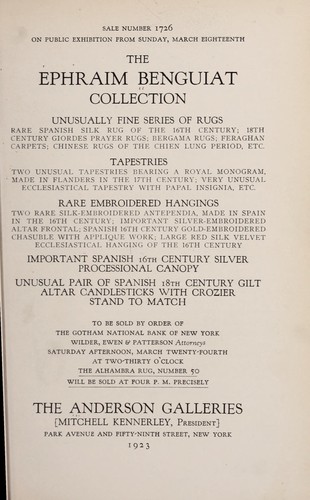 SALE NUMBER 1726
ON PUBLIC EXHIBITION FROM SUNDAY, MARCH EIGHTEENTH
THE
EPHRAIM BENGUIAT
COLLECTION
UNUSUALLY FINE SERIES OF RUGS
RARE SPANISH SILK RUG OF THE 16TH CENTURY; 18TH
CENTURY GIORDES PRAYER RUGS; BERGAMA RUGS; FERAGHAN
CARPETS; CHINESE RUGS OF THE CHIEN LUNG PERIOD, ETC.
TAPESTRIES
TWO UNUSUAL TAPESTRIES BEARING A ROYAL MONOGRAM,
MADE IN FLANDERS IN THE 17TH CENTURY; VERY UNUSUAL
ECCLESIASTICAL TAPESTRY WITH PAPAL INSIGNIA, ETC.
RARE EMBROIDERED HANGINGS
TWO RARE SILK-EMBROIDERED ANTEPENDIA, MADE IN SPAIN
IN THE 16TH CENTURY; IMPORTANT SILVER-EMBROIDERED
ALTAR FRONTAL; SPANISH 16TH CENTURY GOLD-EMBROIDERED
CHASUBLE WITH APPLIQUE WORK; LARGE RED SILK VELVET
ECCLESIASTICAL HANGING OF THE 16TH CENTURY
IMPORTANT SPANISH 16TH CENTURY SILVER
PROCESSIONAL CANOPY
UNUSUAL PAIR OF SPANISH 18TH CENTURY GILT
ALTAR CANDLESTICKS WITH CROZIER
STAND TO MATCH
TO BE SOLD BY ORDER OF
THE GOTHAM NATIONAL BANK OF NEW YORK
WILDER, EWEN & PATTERSON Attorneys
SATURDAY AFTERNOON, MARCH TWENTY-FOURTH
AT TWO-THIRTY O'CLOCK
THE ALHAMBRA RUG, NUMBER 50
WILL BE SOLD AT FOUR P. M. PRECISELY
THE ANDERSON GALLERIES
[MITCHELL KENNERLEY, PRESIDENT]
PARK AVENUE AND FIFTY-NINTH STREET, NEW YORK
1923